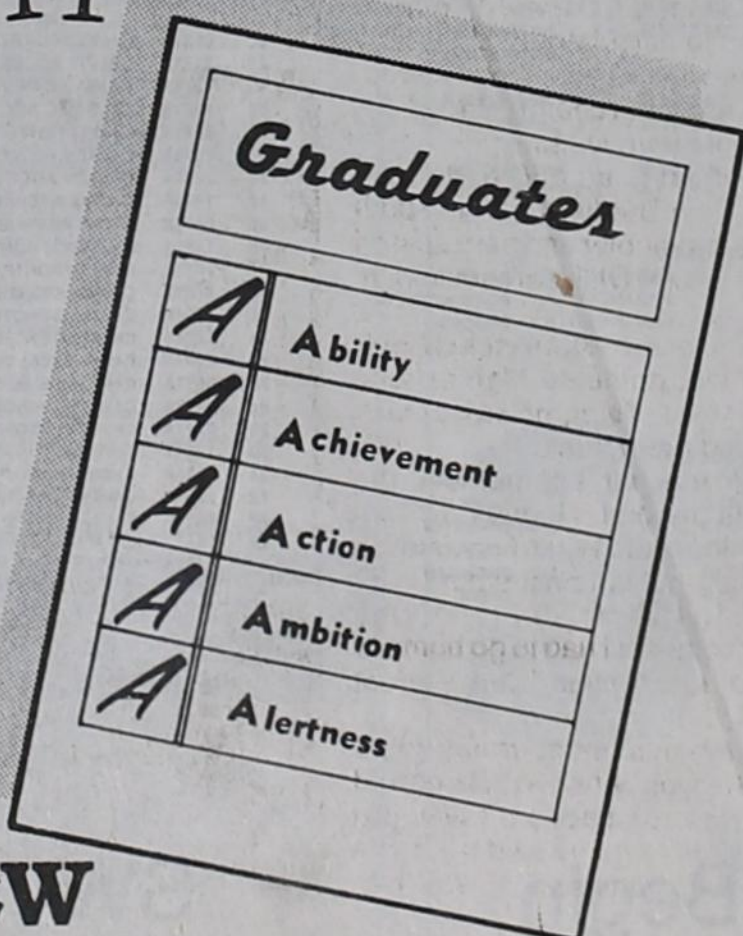 Graduates
A Ability
A Achievement
A Action
A Ambition
A Alertness